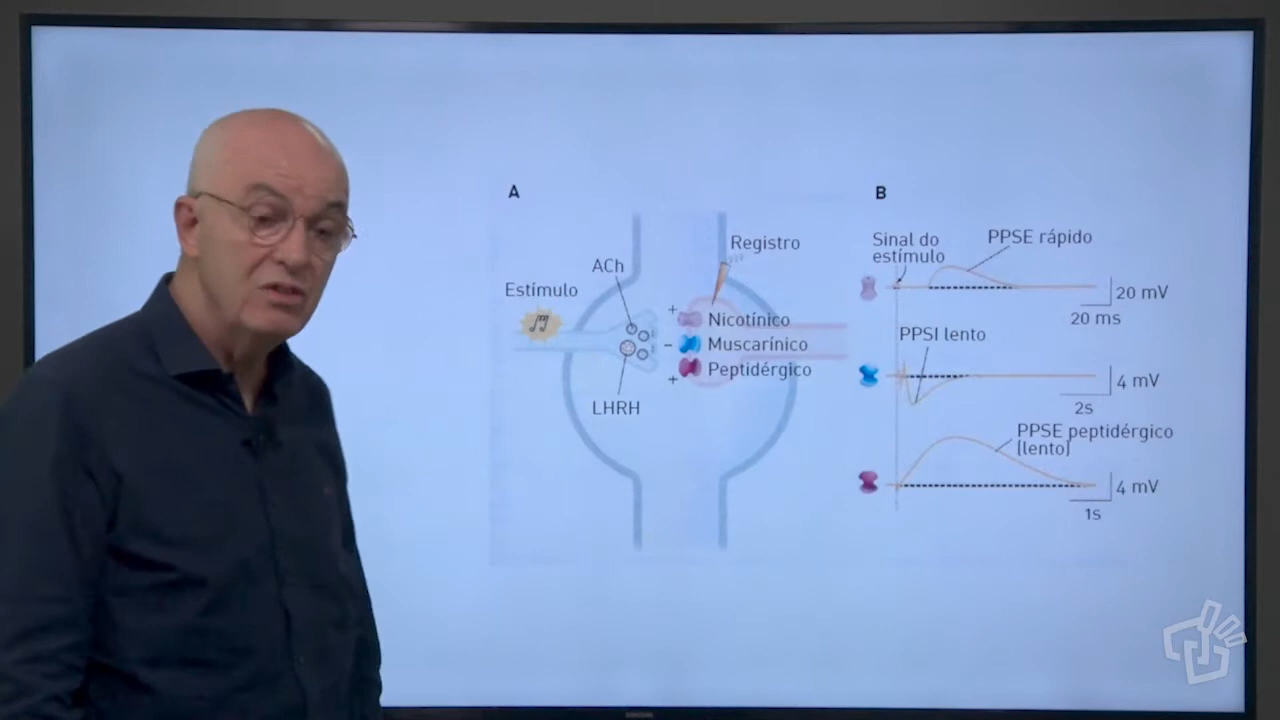 A
Estímulo
ACh
LHRH
Registro
+
Nicotínico
−
Muscarínico
+
Peptidérgico
B
Sinal do
estímulo
PPSE rápido
20 mV
20 ms
PPSI lento
4 mV
2s
PPSE peptidérgico
(lento)
4 mV
1s